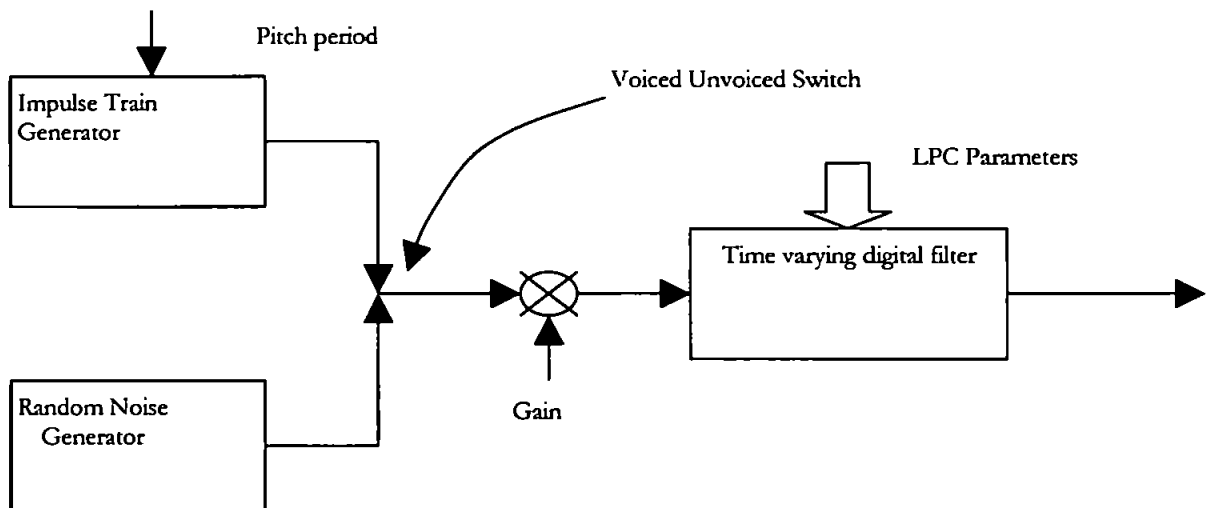 Pitch period
Impulse Train
Generator
Voiced Unvoiced Switch
LPC Parameters
Time varying digital filter
Gain
Random Noise
Generator